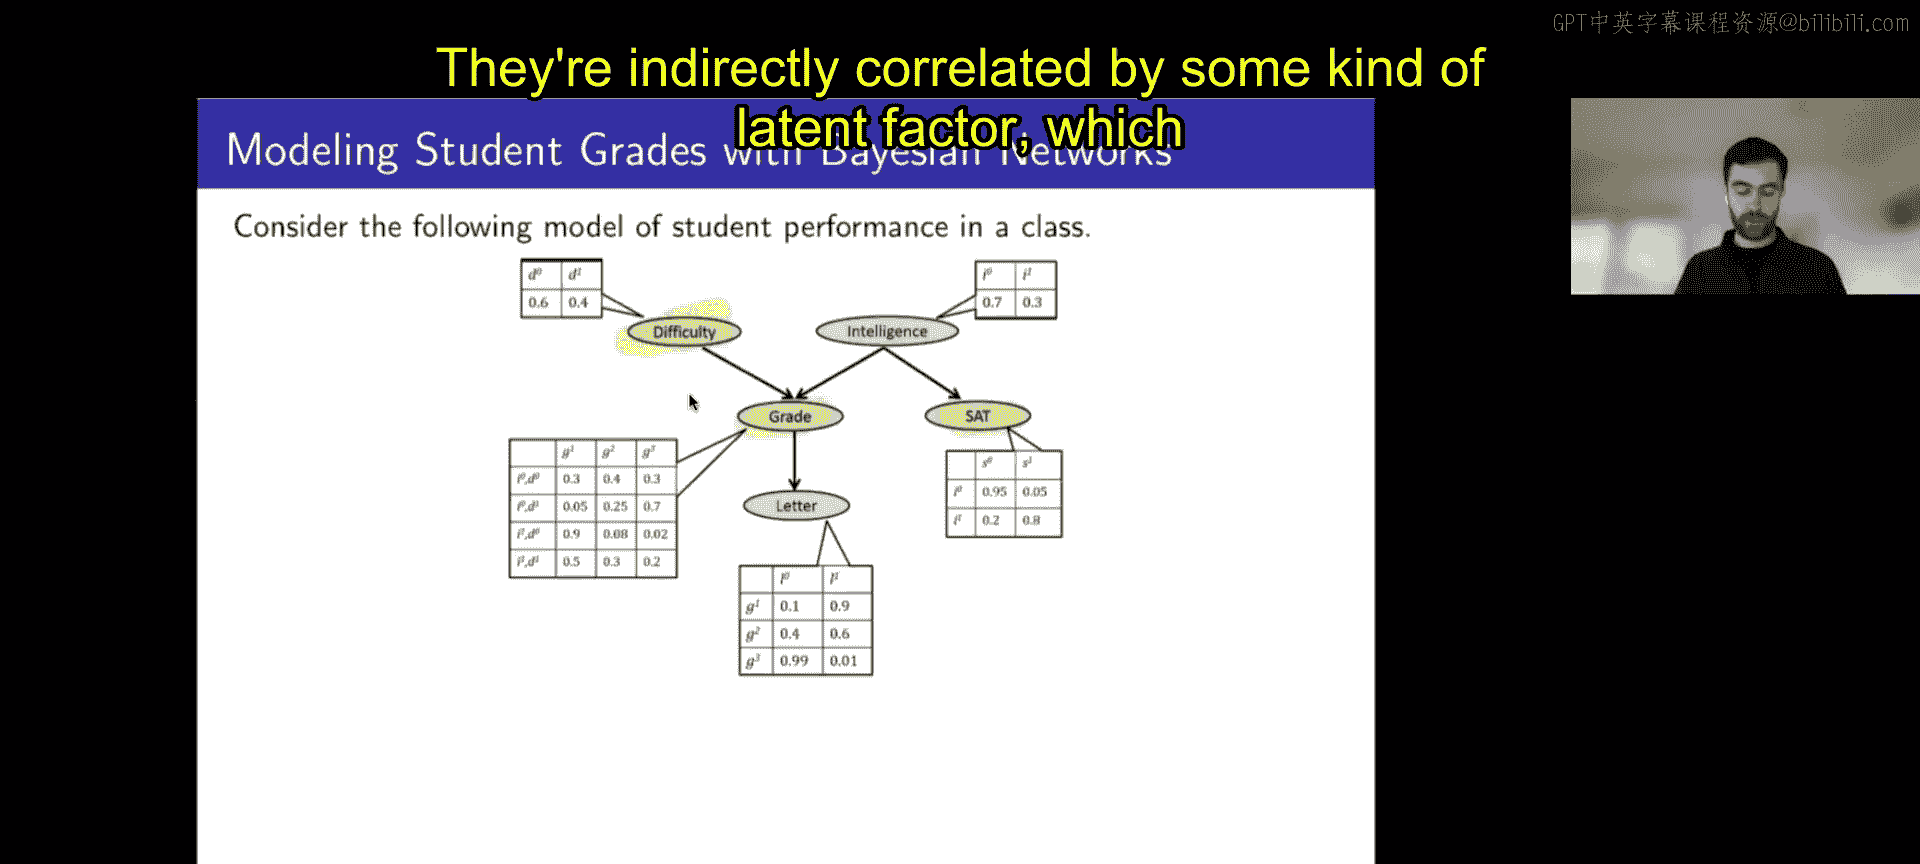 GPT中英字幕课程资源@bilibili.com
They're indirectly correlated by some kind of
latent factor, which
Modeling Student Grades with Bayesian Networks
Consider the following model of student performance in a class.
d⁰ d¹
0.6 0.4
i⁰ i¹
0.7 0.3
Difficulty
Intelligence
Grade
SAT
g¹ g² g³
i⁰,d⁰ 0.3 0.4 0.3
i⁰,d¹ 0.05 0.25 0.7
i¹,d⁰ 0.9 0.08 0.02
i¹,d¹ 0.5 0.3 0.2
s⁰ s¹
i⁰ 0.95 0.05
i¹ 0.2 0.8
Letter
l⁰ l¹
g¹ 0.1 0.9
g² 0.4 0.6
g³ 0.99 0.01